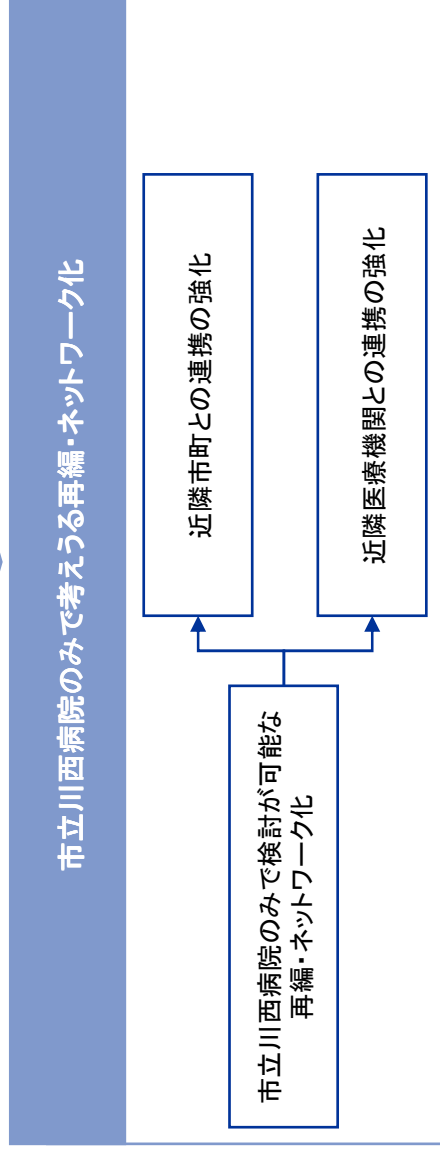 市立川西病院のみで考えうる再編・ネットワーク化
市立川西病院のみで検討が可能な
再編・ネットワーク化
近隣市町との連携の強化
近隣医療機関との連携の強化